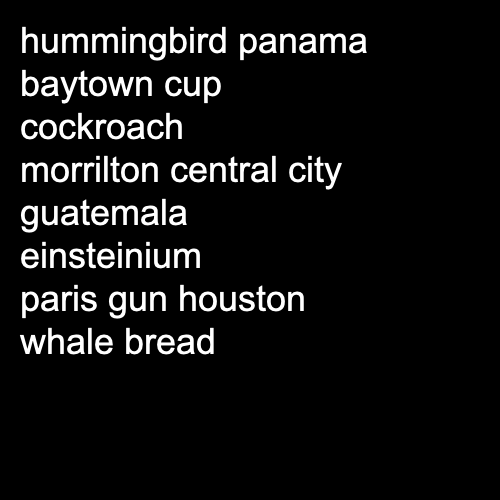 hummingbird panama
baytown cup
cockroach
morrilton central city
guatemala
einsteinium
paris gun houston
whale bread